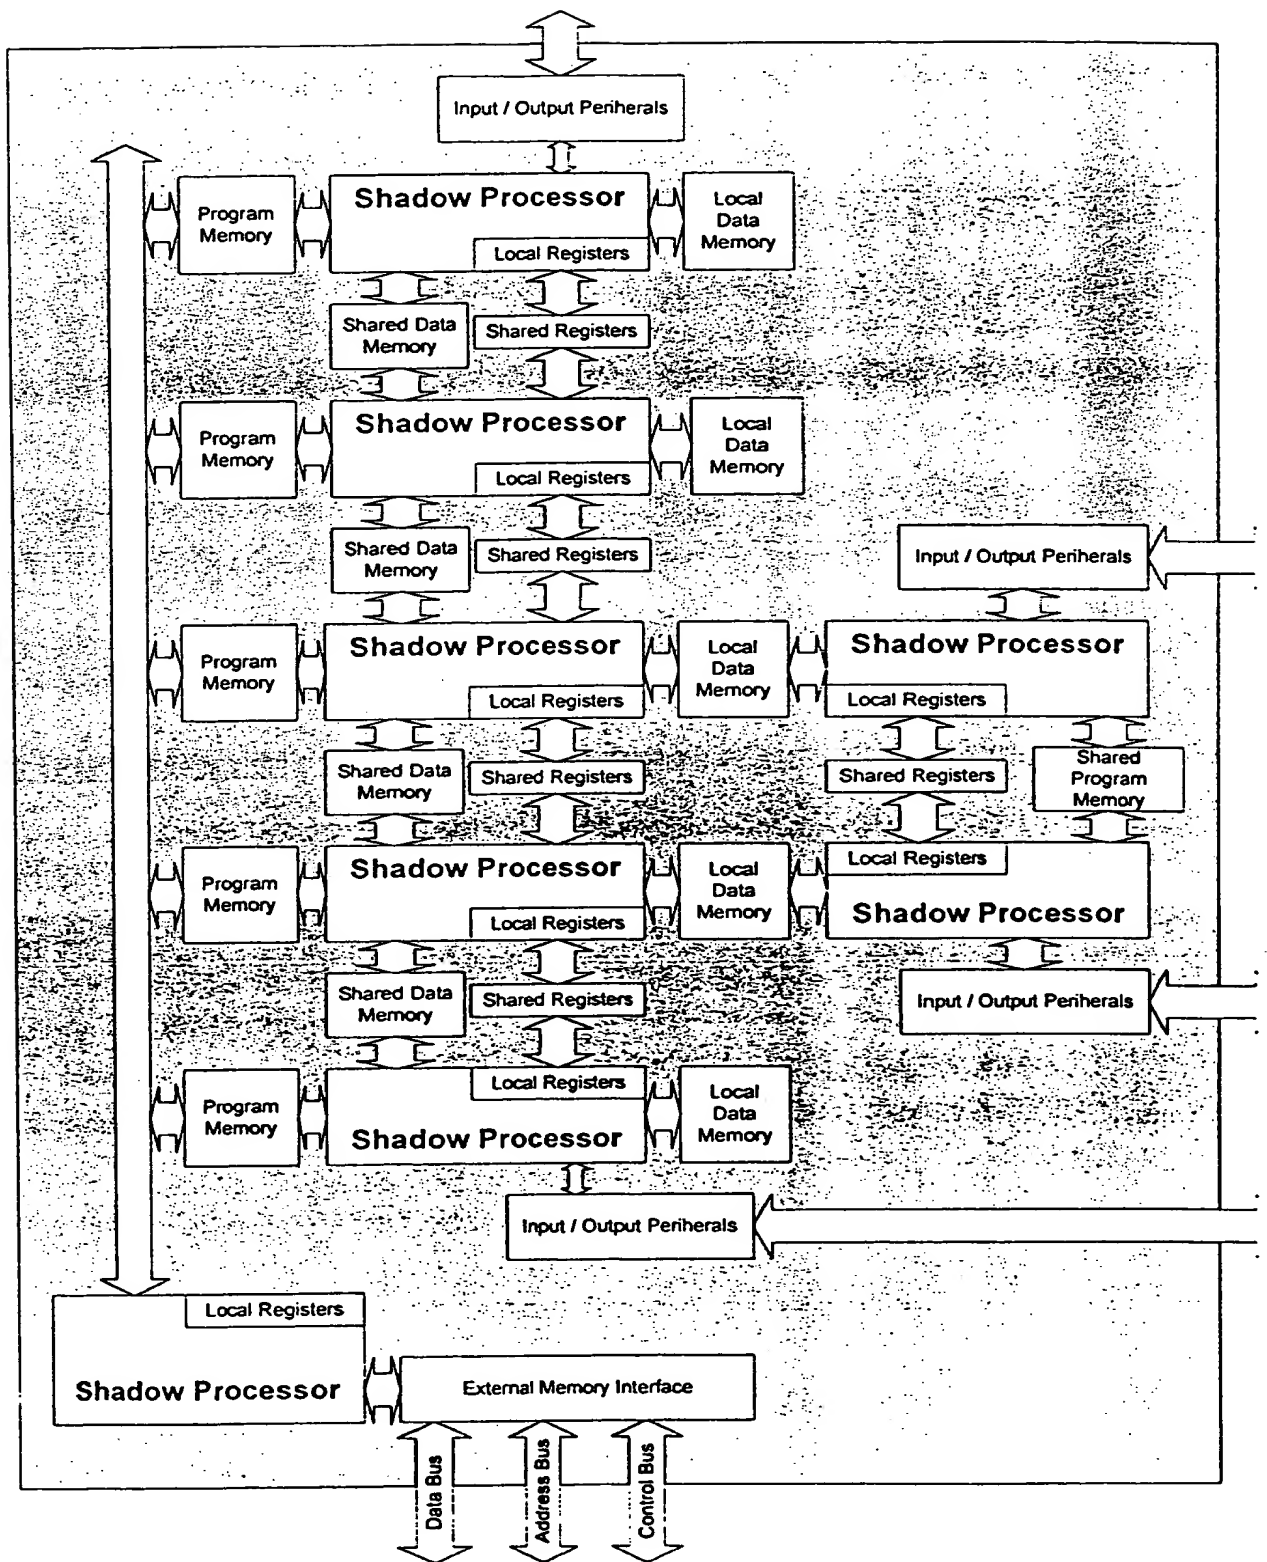 Input / Output Periherals
Shadow Processor
Program
Memory
Local
Data
Memory
Local Registers
Shared Data
Memory
Shared Registers
Shadow Processor
Program
Memory
Local
Data
Memory
Local Registers
Shared Data
Memory
Shared Registers
Input / Output Periherals
Shadow Processor
Program
Memory
Local
Data
Memory
Shadow Processor
Local Registers
Local Registers
Shared Data
Memory
Shared Registers
Shared Registers
Shared
Program
Memory
Shadow Processor
Program
Memory
Local
Data
Memory
Local Registers
Local Registers
Shadow Processor
Shared Data
Memory
Shared Registers
Input / Output Periherals
Local Registers
Program
Memory
Local
Data
Memory
Shadow Processor
Input / Output Periherals
Local Registers
Shadow Processor
External Memory Interface
Data Bus
Address Bus
Control Bus